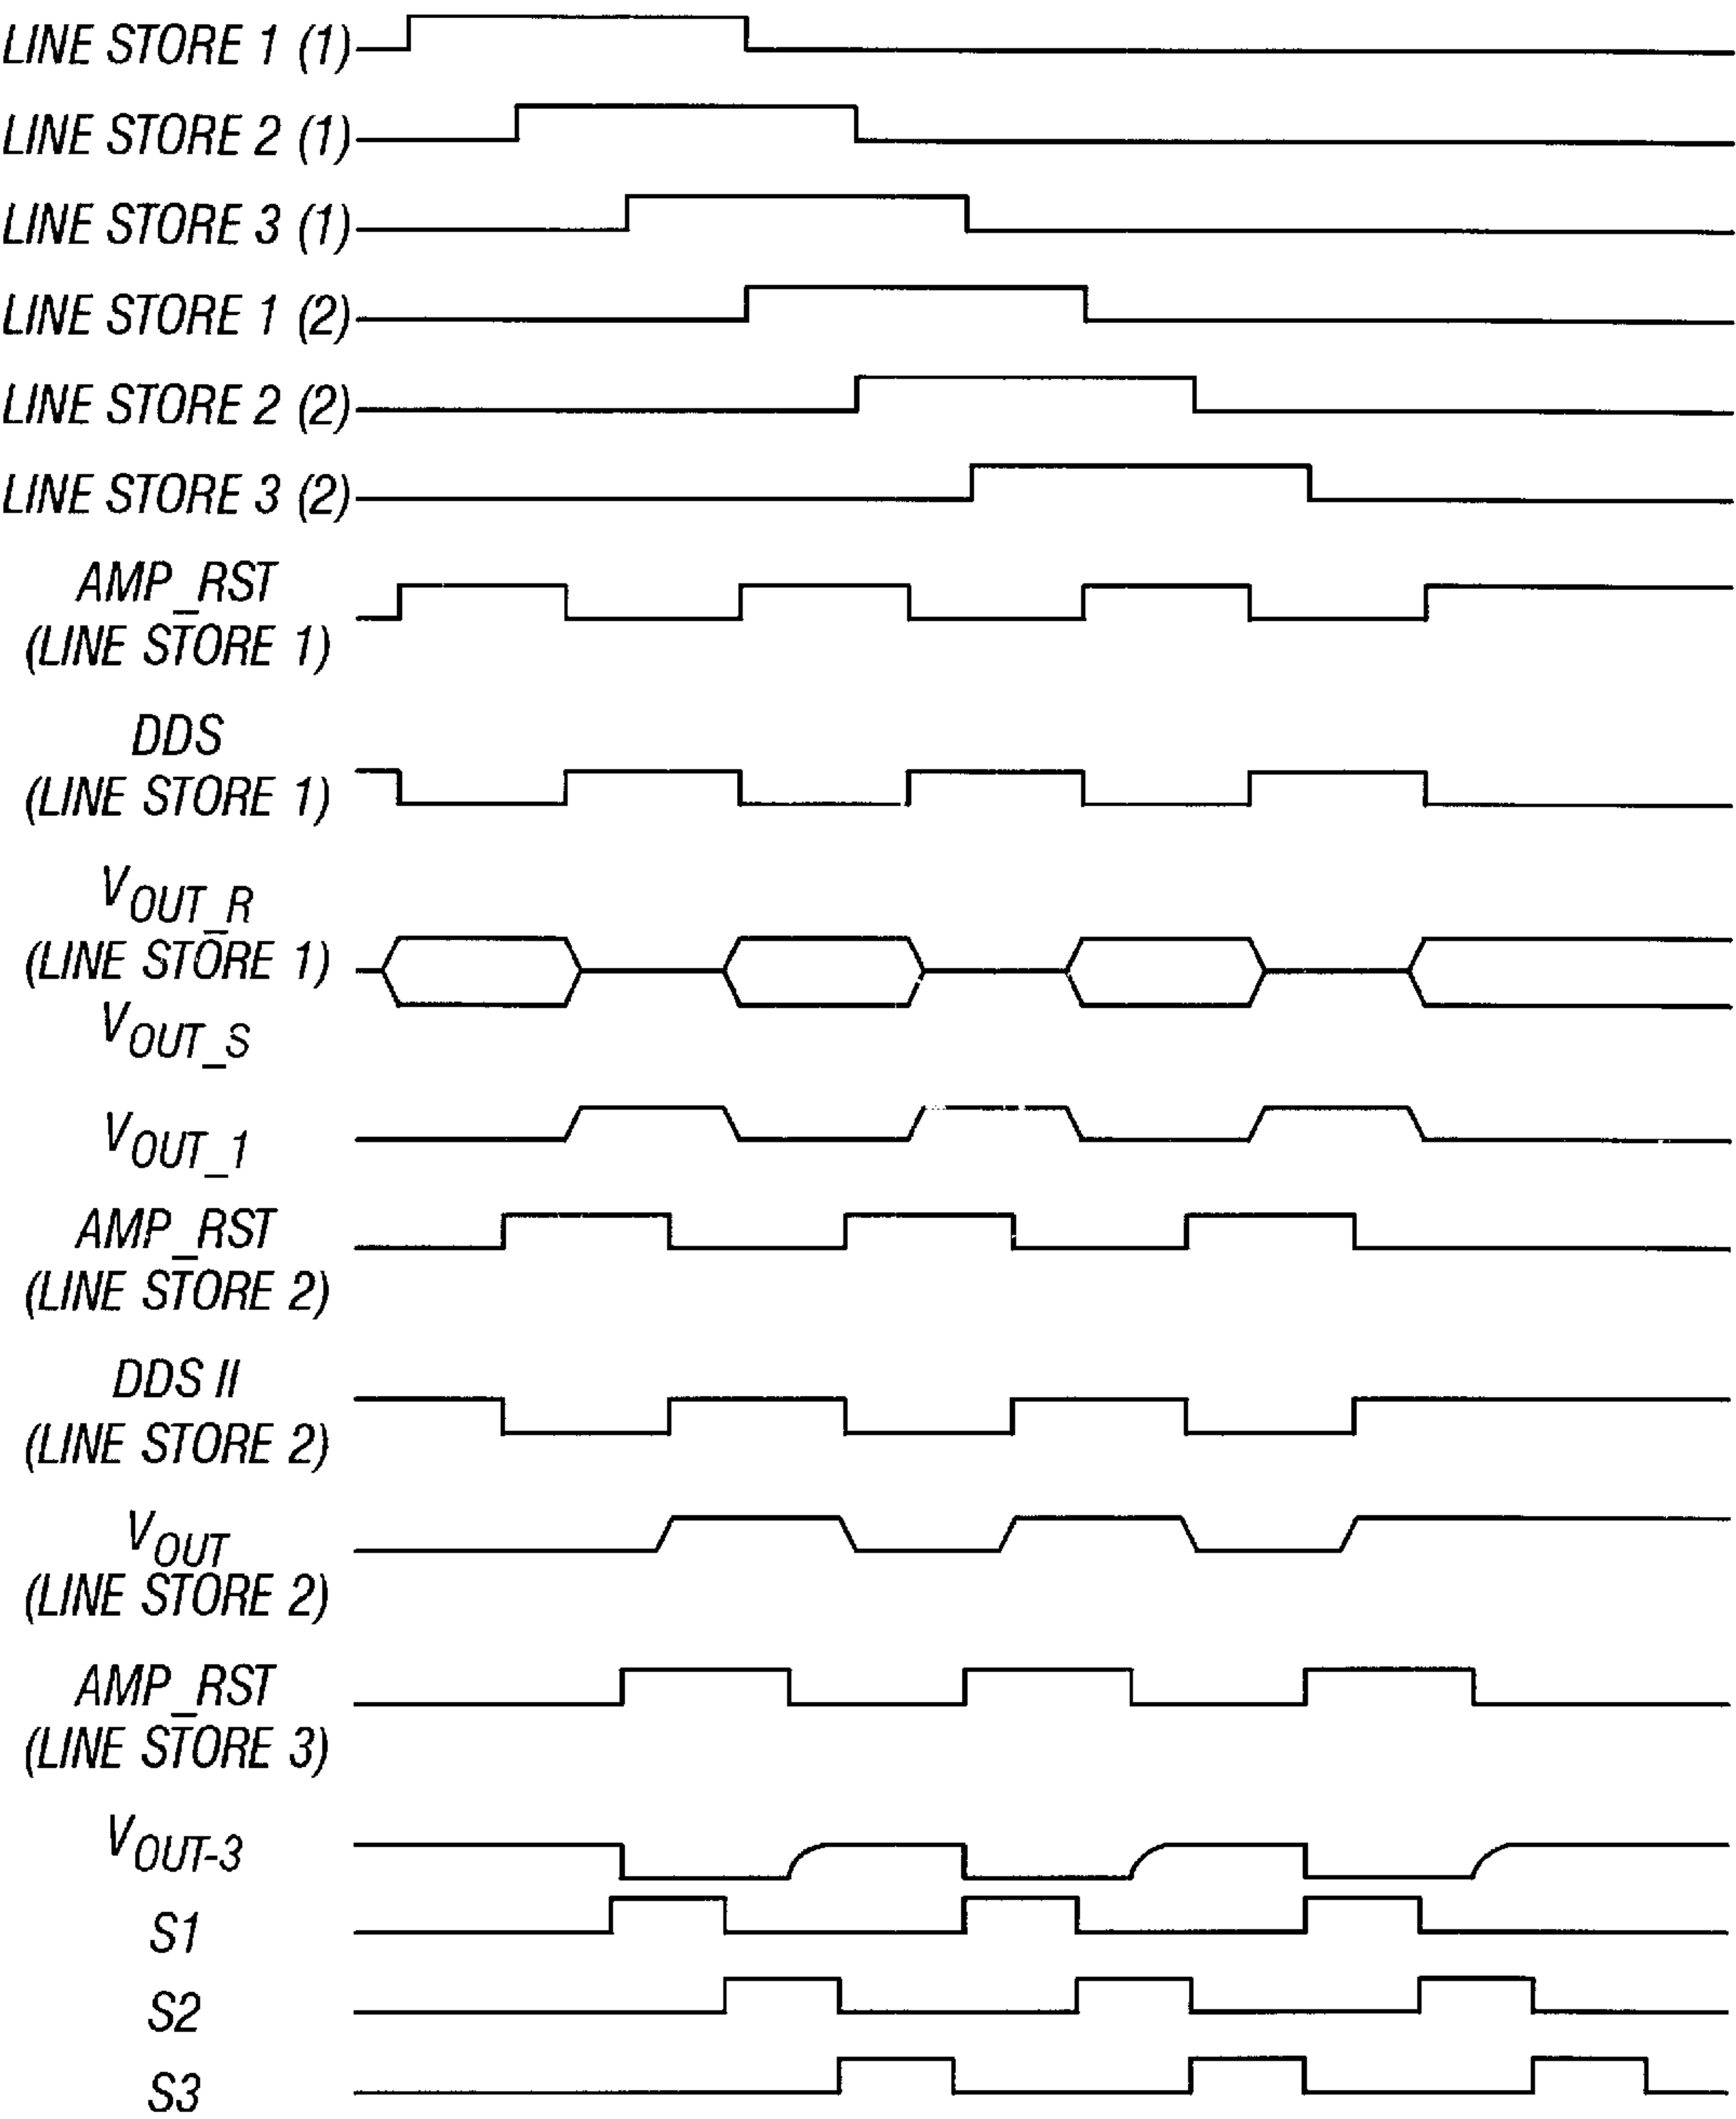 LINE STORE 1 (1)
LINE STORE 2 (1)
LINE STORE 3 (1)
LINE STORE 1 (2)
LINE STORE 2 (2)
LINE STORE 3 (2)
AMP_RST
(LINE STORE 1)
DDS
(LINE STORE 1)
VOUT_R
(LINE STORE 1)
VOUT_S
VOUT_1
AMP_RST
(LINE STORE 2)
DDS II
(LINE STORE 2)
VOUT
(LINE STORE 2)
AMP_RST
(LINE STORE 3)
VOUT-3
S1
S2
S3